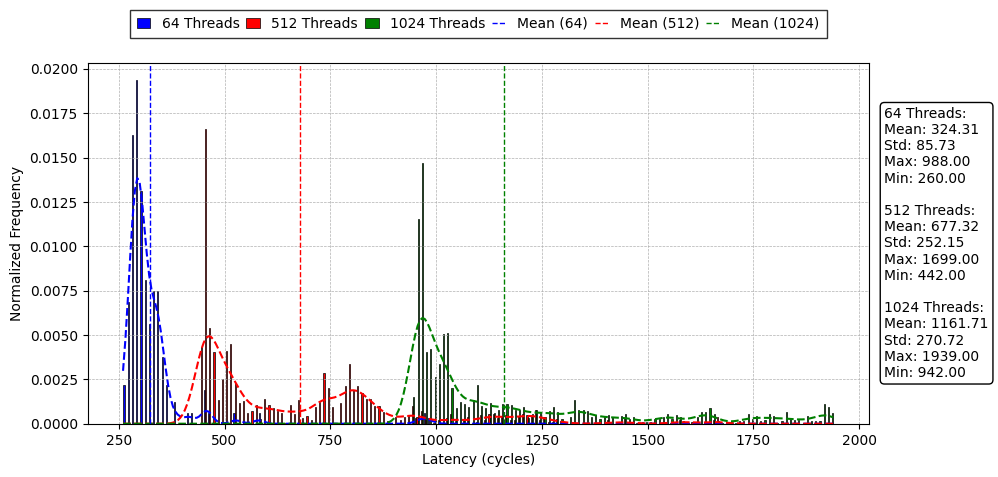 64 Threads 512 Threads 1024 Threads Mean (64) Mean (512) Mean (1024)
0.0200
0.0175
0.0150
0.0125
0.0100
0.0075
0.0050
0.0025
0.0000
Normalized Frequency
250 500 750 1000 1250 1500 1750 2000
Latency (cycles)
64 Threads:
Mean: 324.31
Std: 85.73
Max: 988.00
Min: 260.00
512 Threads:
Mean: 677.32
Std: 252.15
Max: 1699.00
Min: 442.00
1024 Threads:
Mean: 1161.71
Std: 270.72
Max: 1939.00
Min: 942.00